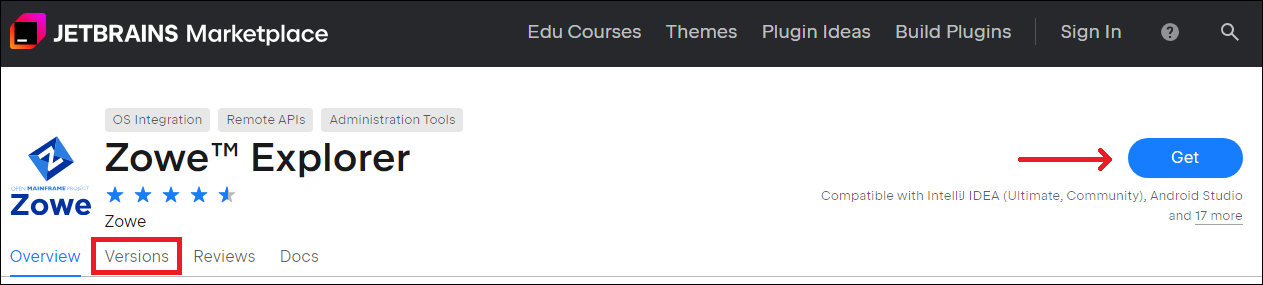 JETBRAINS Marketplace
Edu Courses Themes Plugin Ideas Build Plugins Sign In ?
OS Integration Remote APIs Administration Tools
Zowe™ Explorer
Get
OPEN MAINFRAME PROJECT
Zowe
Compatible with IntelliJ IDEA (Ultimate, Community), Android Studio
and 17 more
Zowe
Overview Versions Reviews Docs